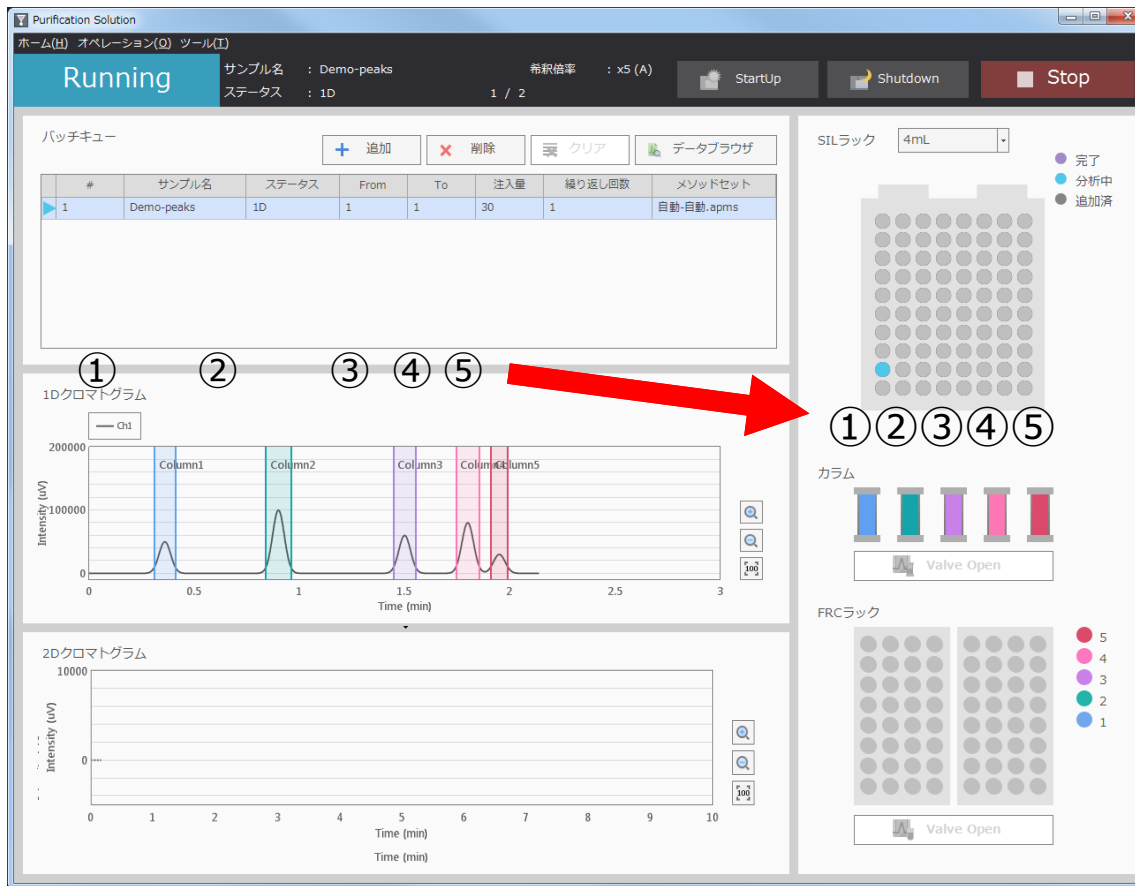 Purification Solution
ホーム(H) オペレーション(O) ツール(T)
Running
サンプル名 : Demo-peaks 希釈倍率 : x5 (A)
ステータス : 1D 1 / 2
StartUp
Shutdown
Stop
バッチキュー
追加
削除
クリア
データブラウザ
# サンプル名 ステータス From To 注入量 繰り返し回数 メソッドセット
1 Demo-peaks 1D 1 1 30 1 自動-自動.apms
① ② ③ ④ ⑤
1Dクロマトグラム
Ch1
200000
100000
0
Intensity (uV)
Column1 Column2 Column3 Column4 Column5
0 0.5 1 1.5 2 2.5 3
Time (min)
100
2Dクロマトグラム
10000
0
Intensity (uV)
0 1 2 3 4 5 6 7 8 9 10
Time (min)
Time (min)
100
SILラック 4mL
完了
分析中
追加済
① ② ③ ④ ⑤
カラム
Valve Open
FRCラック
5
4
3
2
1
Valve Open